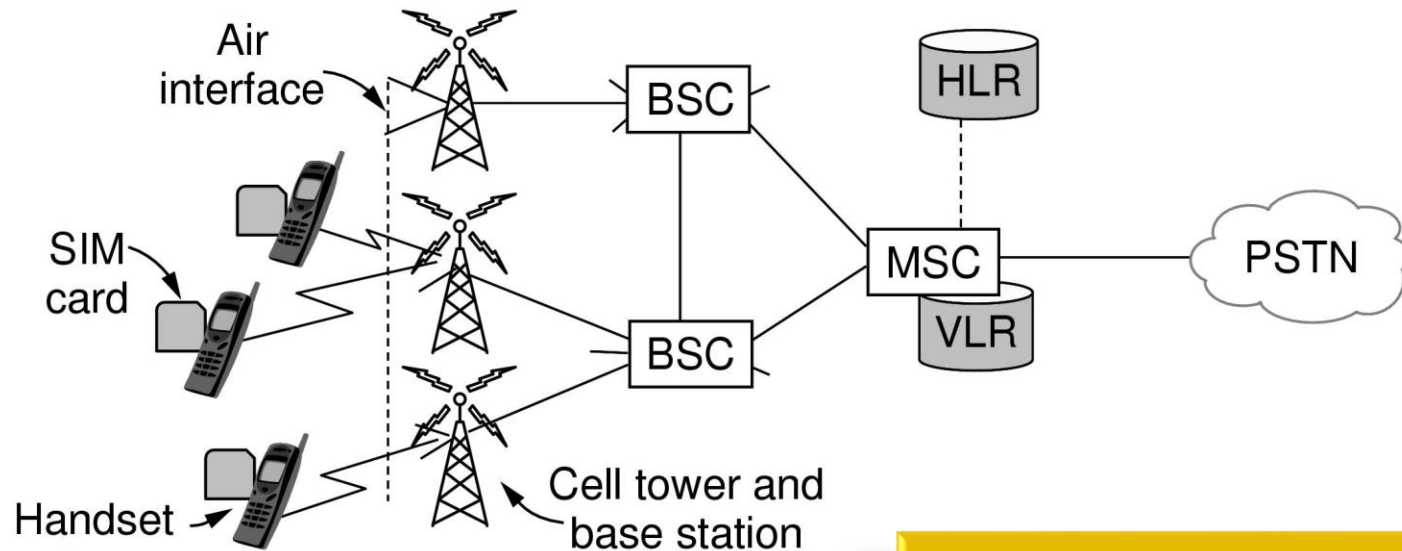 Air
interface
BSC
HLR
SIM
card
MSC
PSTN
VLR
BSC
Handset
Cell tower and
base station